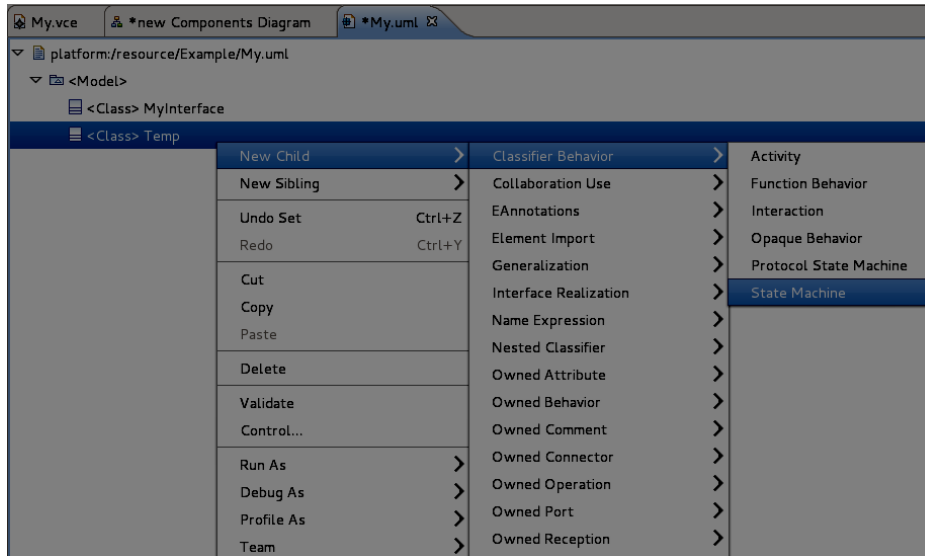 My.vce *new Components Diagram *My.uml
platform:/resource/Example/My.uml
<Model>
<Class> MyInterface
<Class> Temp
New Child
New Sibling
Undo Set Ctrl+Z
Redo Ctrl+Y
Cut
Copy
Paste
Delete
Validate
Control...
Run As
Debug As
Profile As
Team
Classifier Behavior
Collaboration Use
EAnnotations
Element Import
Generalization
Interface Realization
Name Expression
Nested Classifier
Owned Attribute
Owned Behavior
Owned Comment
Owned Connector
Owned Operation
Owned Port
Owned Reception
Activity
Function Behavior
Interaction
Opaque Behavior
Protocol State Machine
State Machine